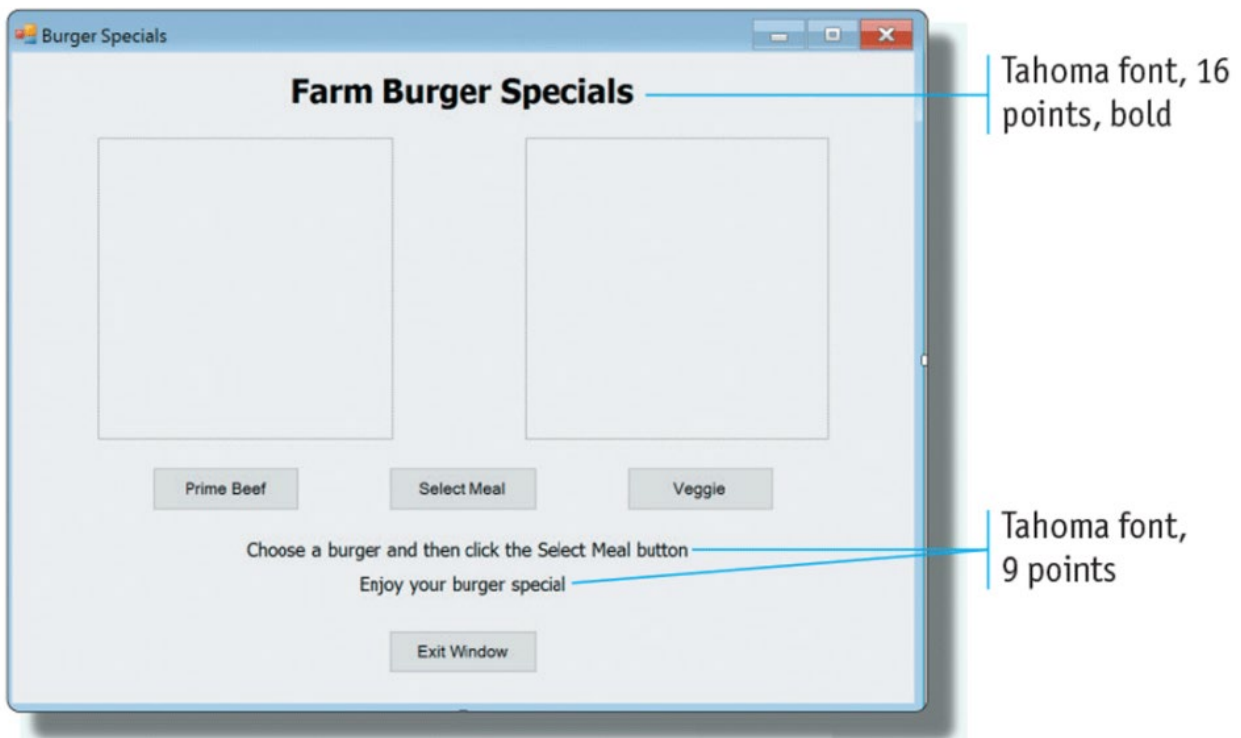 Burger Specials
Farm Burger Specials
Tahoma font, 16
points, bold
Prime Beef
Select Meal
Veggie
Choose a burger and then click the Select Meal button
Enjoy your burger special
Tahoma font,
9 points
Exit Window